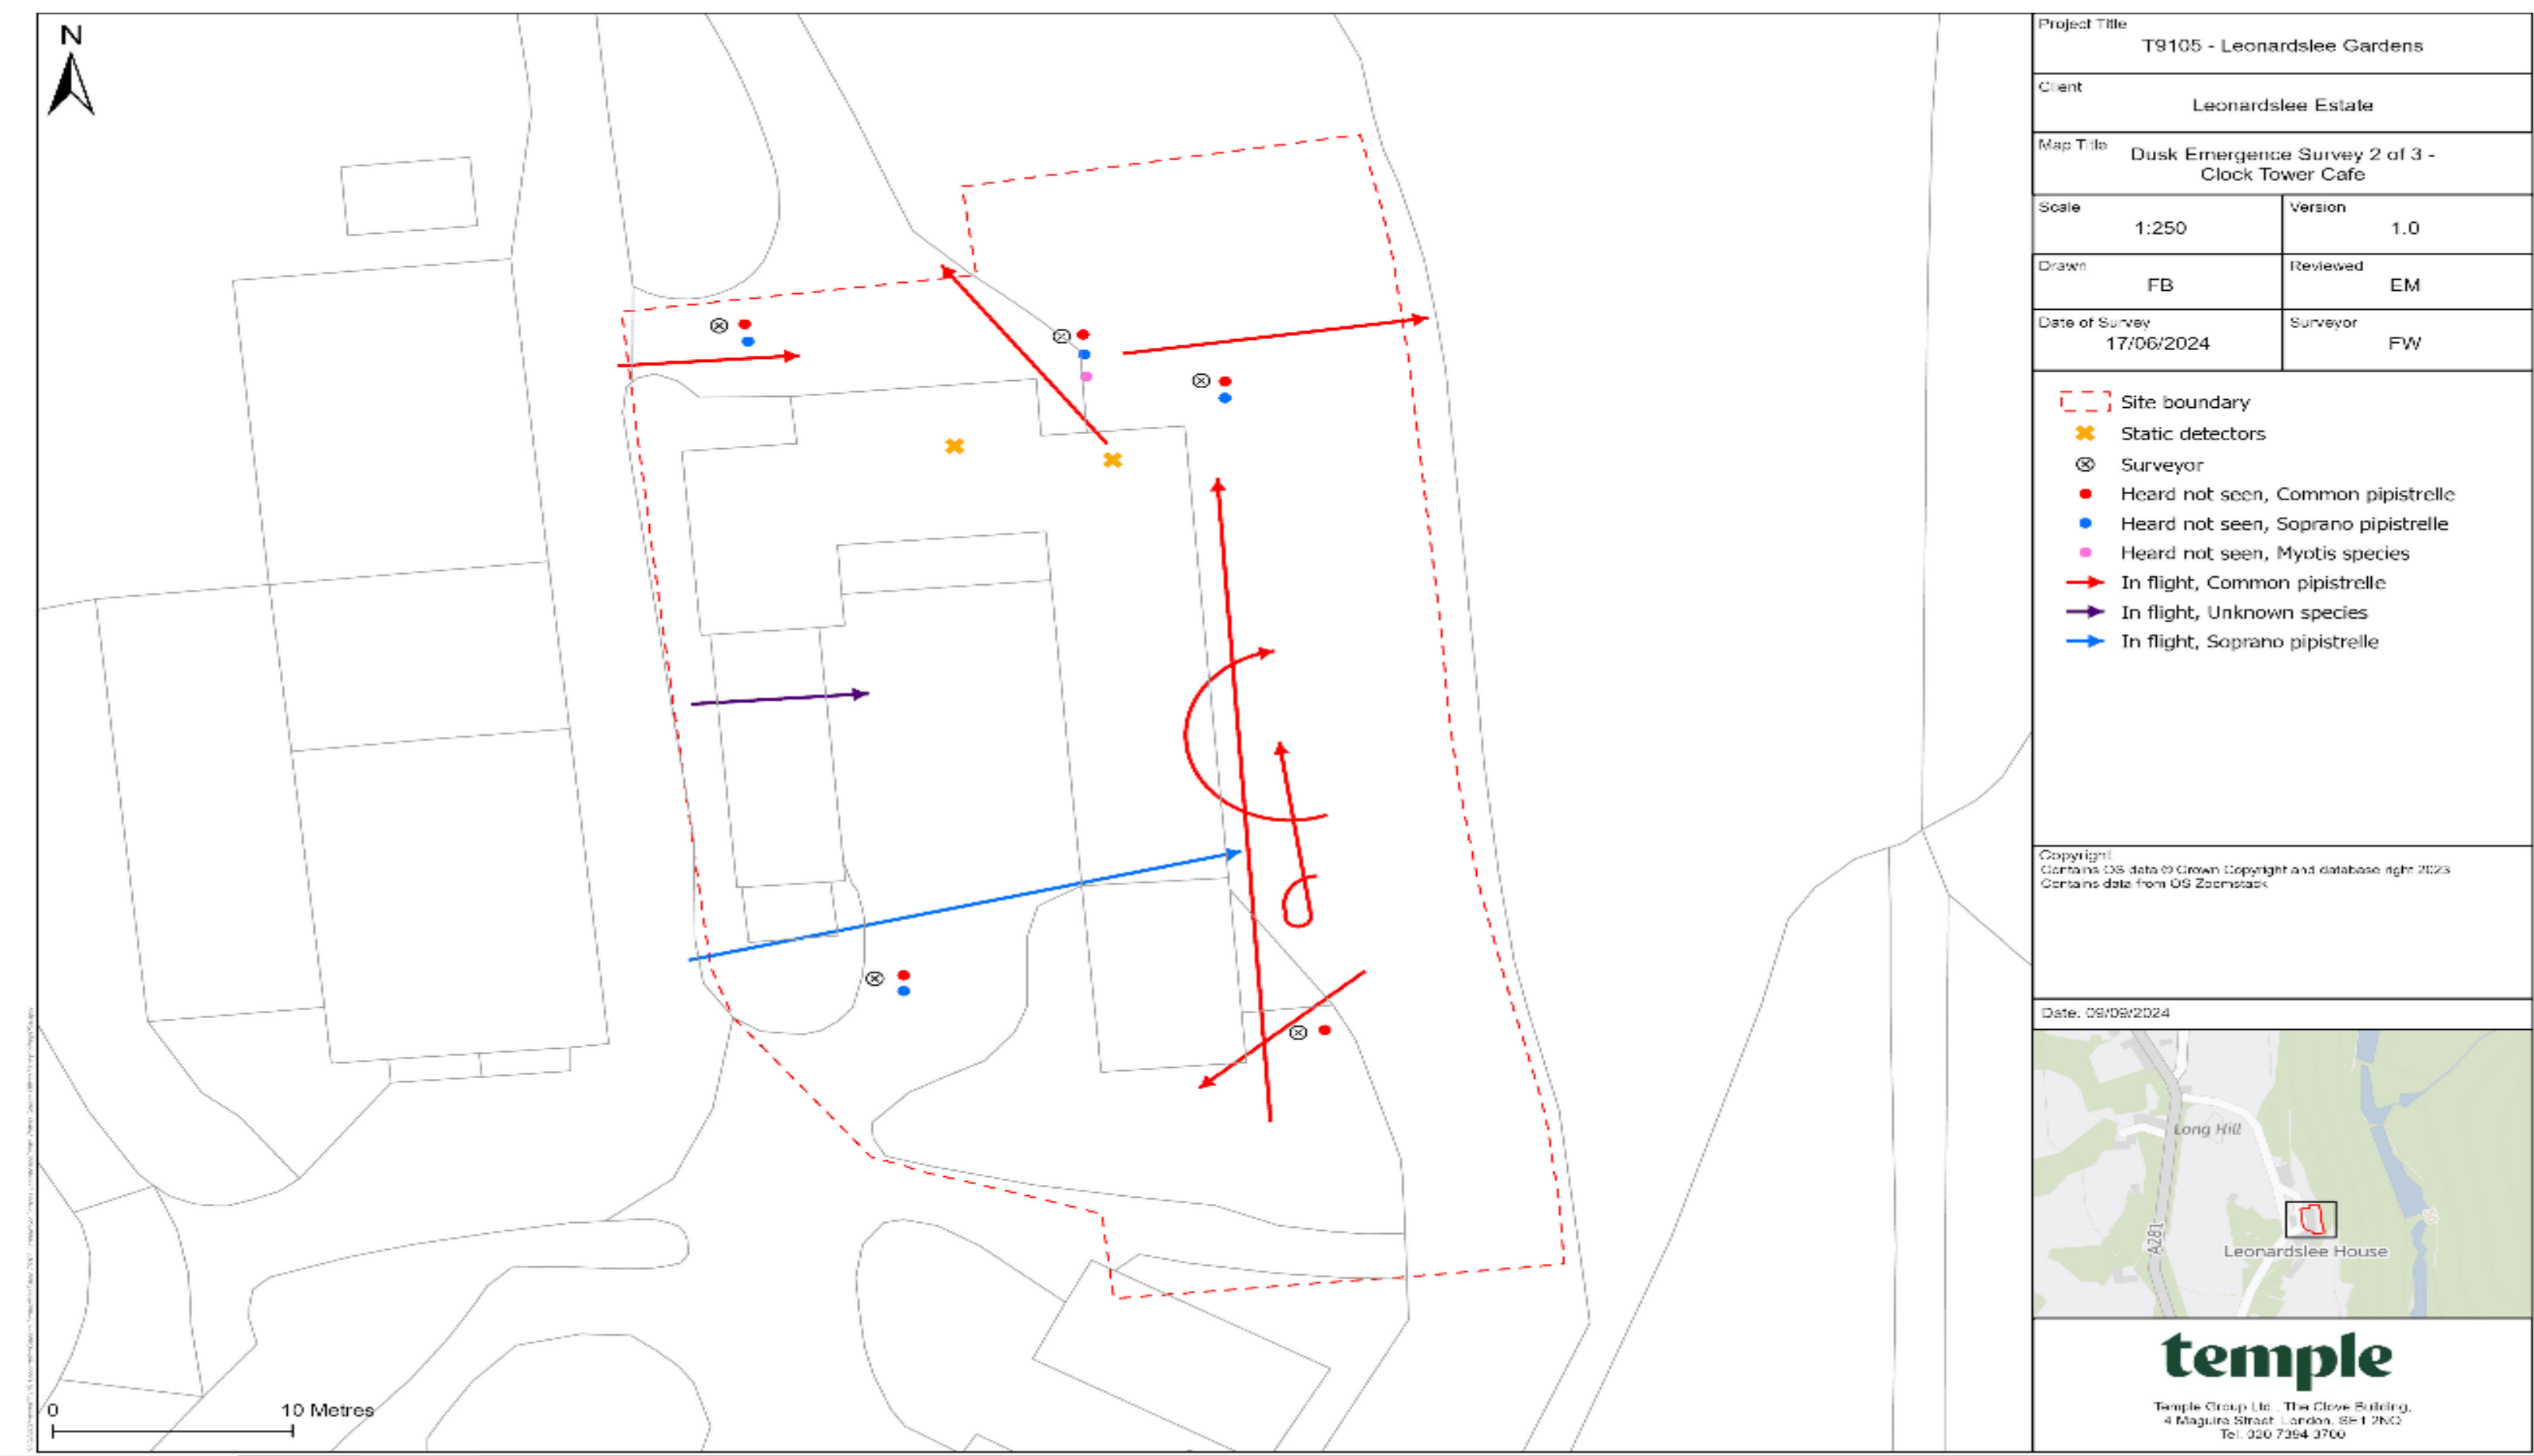 N
0
10 Metres
Project Title
T9105 - Leonardslee Gardens
Client
Leonardslee Estate
Map Title
Dusk Emergence Survey 2 of 3 -
Clock Tower Cafe
Scale
1:250
Version
1.0
Drawn
FB
Reviewed
EM
Date of Survey
17/06/2024
Surveyor
FW
Site boundary
Static detectors
Surveyor
Heard not seen, Common pipistrelle
Heard not seen, Soprano pipistrelle
Heard not seen, Myotis species
In flight, Common pipistrelle
In flight, Unknown species
In flight, Soprano pipistrelle
Copyright
Contains OS data © Crown Copyright and database right 2023
Contains data from OS Zoomstack
Date: 09/09/2024
Long Hill
A281
Leonardslee House
temple
Temple Group Ltd., The Clove Building,
4 Maguire Street, London, SE1 2NQ
Tel: 020 7394 3700